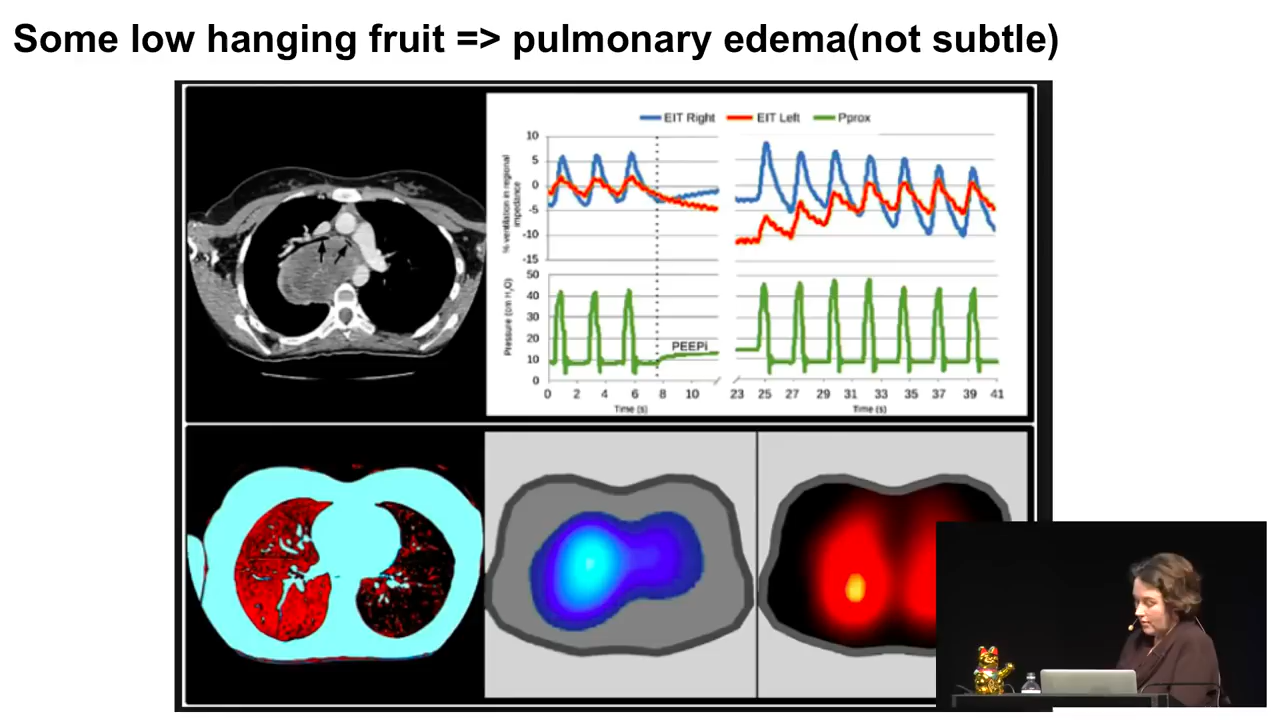 Some low hanging fruit => pulmonary edema(not subtle)
EIT Right EIT Left Pprox
% ventilation in regional
impedance
10
5
0
-5
-10
-15
Pressure (cm H₂O)
50
40
30
20
10
0
PEEPi
0 2 4 6 8 10
23 25 27 29 31 33 35 37 39 41
Time (s)
Time (s)